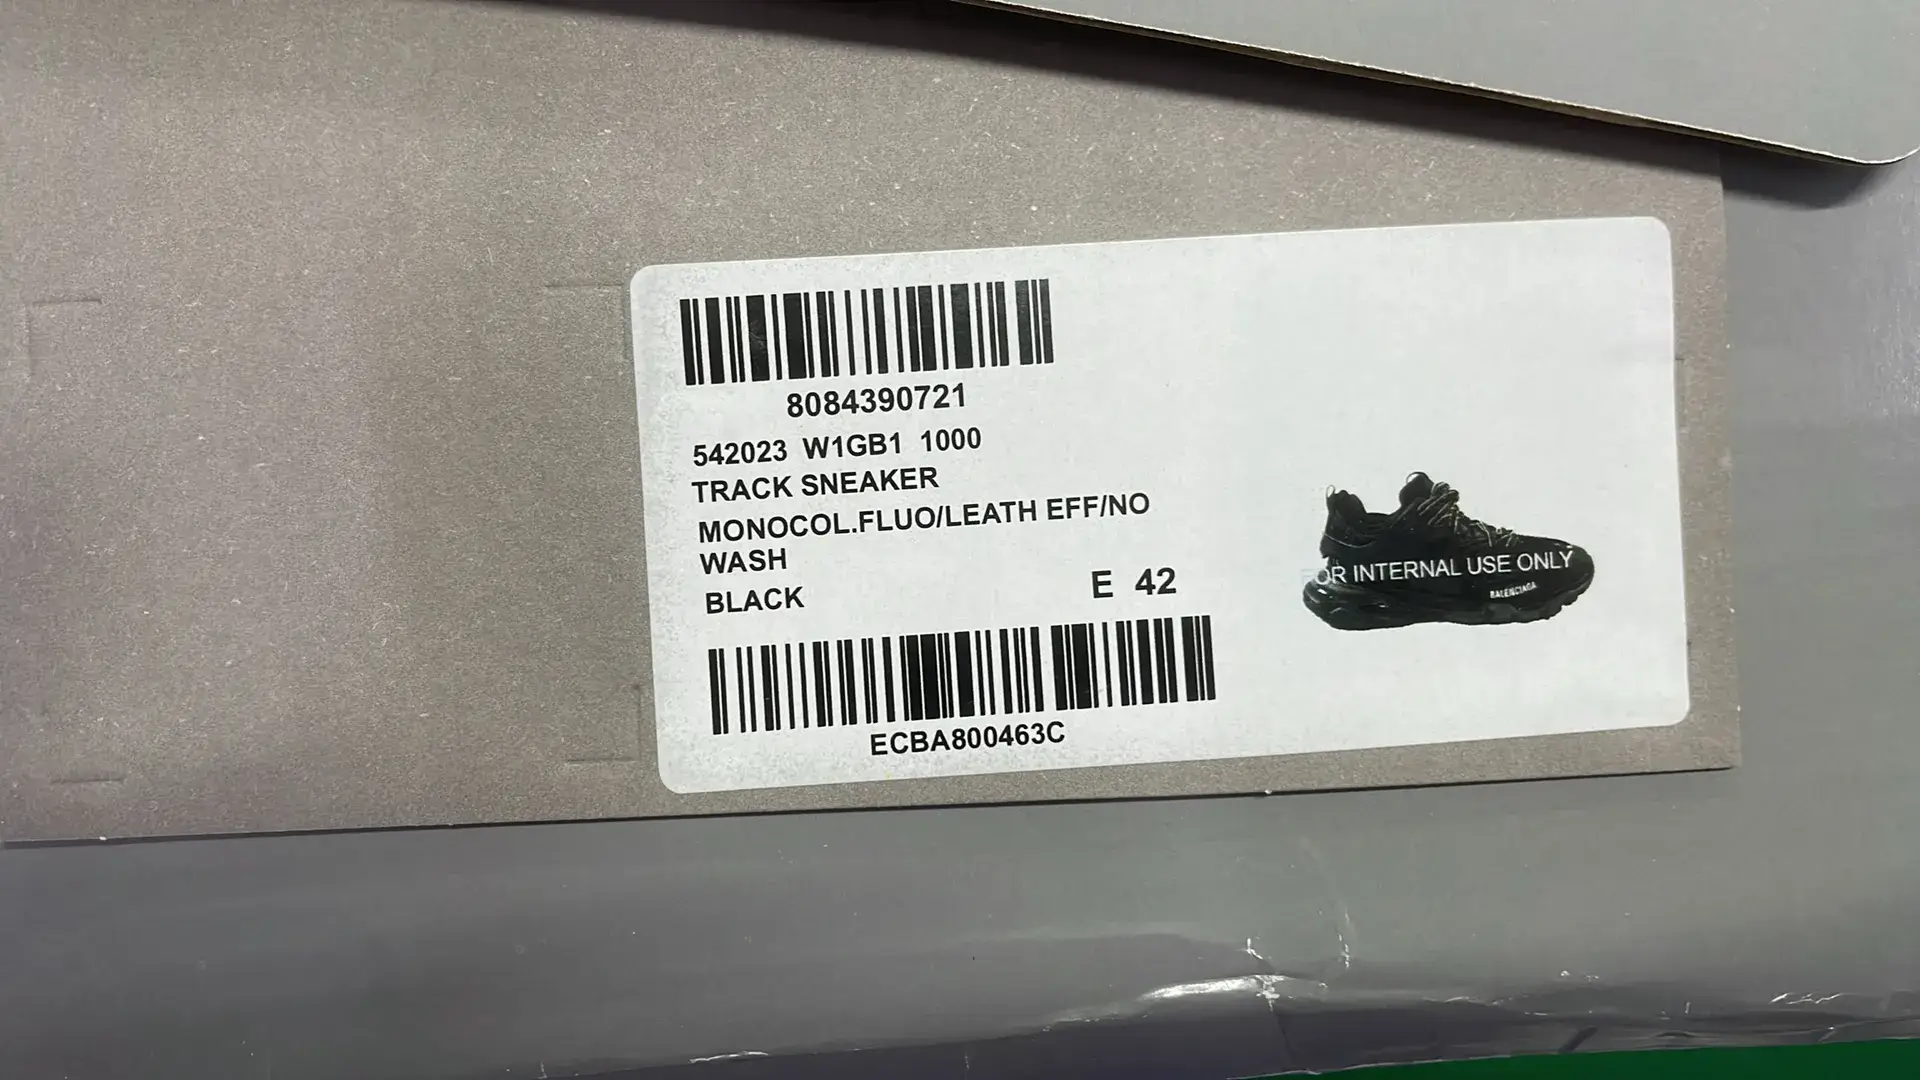 8084390721
542023 W1GB1 1000
TRACK SNEAKER
MONOCOL.FLUO/LEATH EFF/NO
WASH
BLACK
E 42
ECBA800463C
FOR INTERNAL USE ONLY
BALENCIAGA